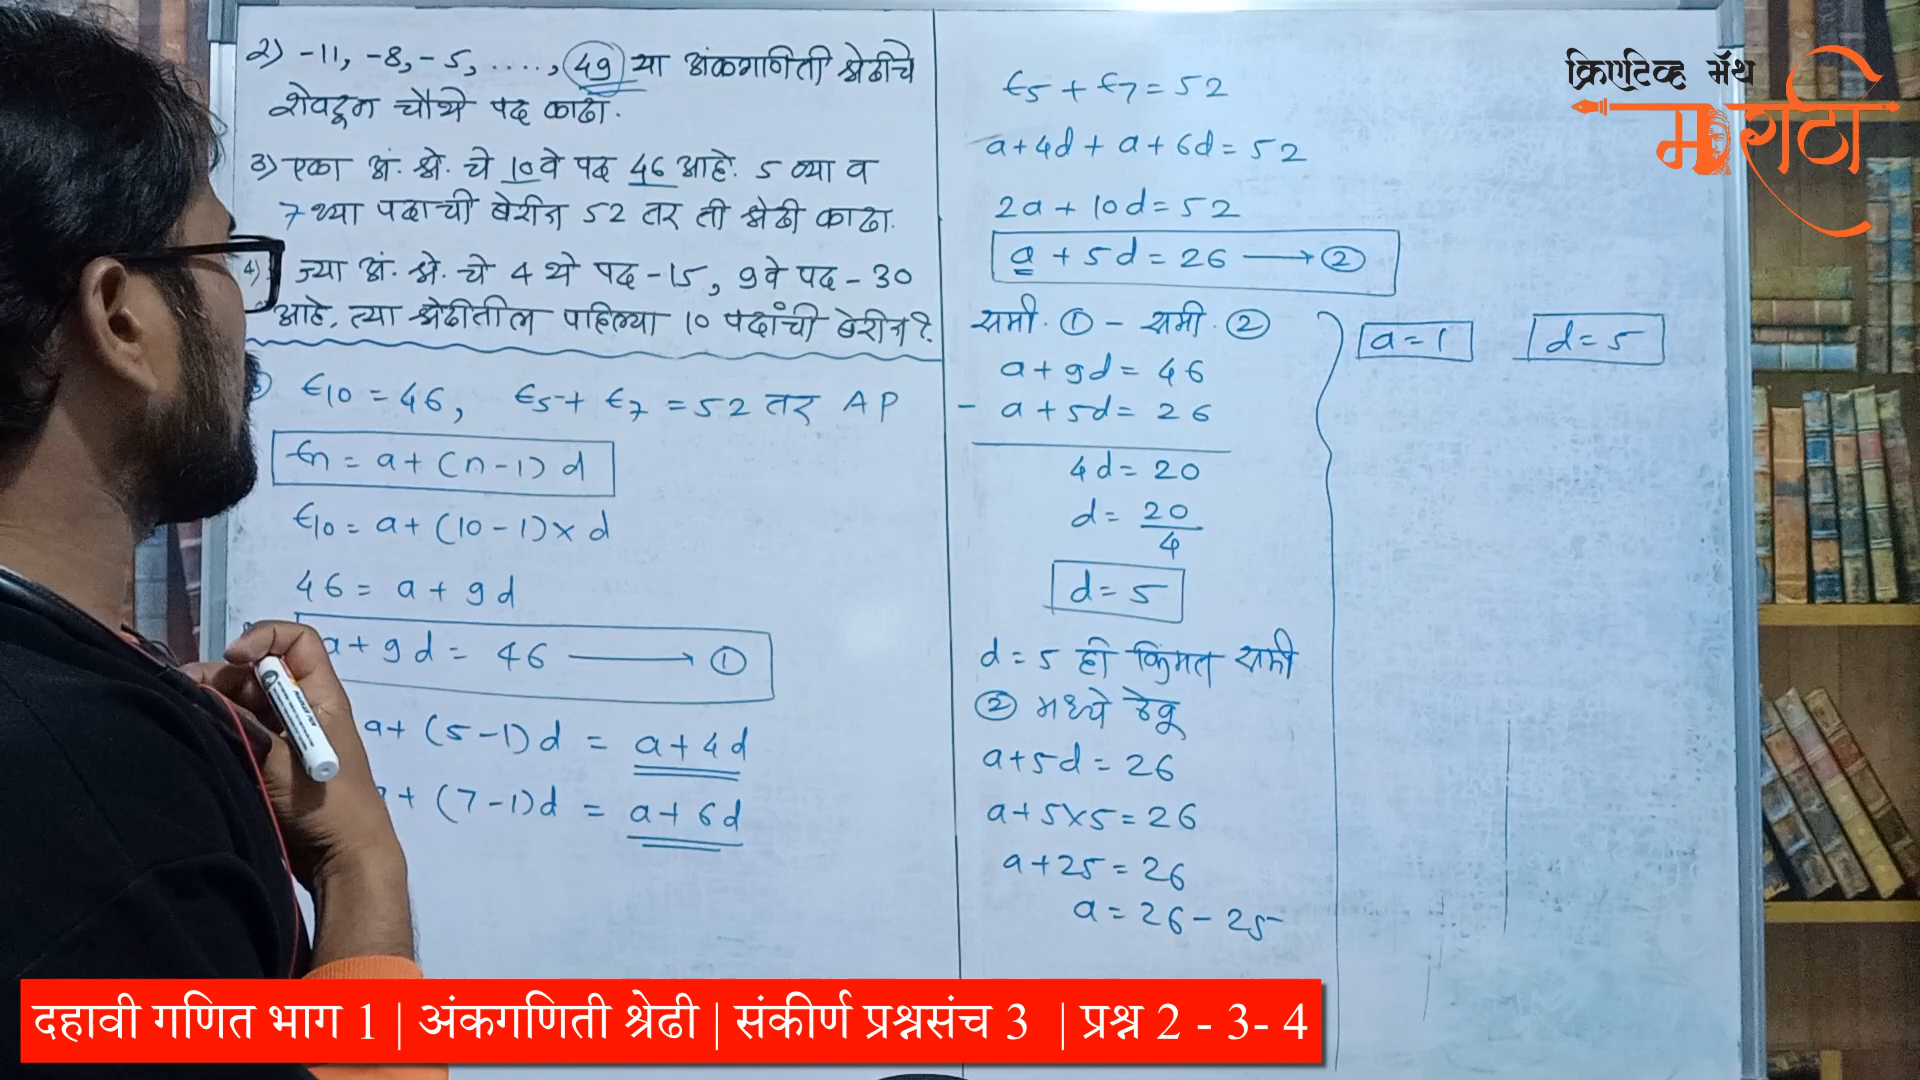 2) -11, -8, -5, ...., 49 या अंकगणिती श्रेढीचे
शेवटून चौथे पद काढा.
3) एका अं. श्रे. चे 10 वे पद 46 आहे. 5 व्या व
7 व्या पदाची बेरीज 52 तर ती श्रेढी काढा.
4) ज्या अं. श्रे. चे 4 थे पद -15, 9 वे पद -30
आहे. त्या श्रेढीतील पहिल्या 10 पदांची बेरीज?
t10 = 46, t5 + t7 = 52 तर AP
tn = a + (n-1) d
t10 = a + (10-1) × d
46 = a + 9d
a + 9d = 46 → ①
a + (5-1)d = a + 4d
+ (7-1)d = a + 6d
t5 + t7 = 52
a + 4d + a + 6d = 52
2a + 10d = 52
a + 5d = 26 → ②
समी. ① - समी. ②
a + 9d = 46
- a + 5d = 26
4d = 20
d = 20/4
d = 5
d = 5 ही किंमत समी
② मध्ये ठेवू
a + 5d = 26
a + 5×5 = 26
a + 25 = 26
a = 26 - 25
a = 1 d = 5
क्रिएटिव्ह मॅथ
मराठी
दहावी गणित भाग 1 | अंकगणिती श्रेढी | संकीर्ण प्रश्नसंच 3 | प्रश्न 2 - 3- 4